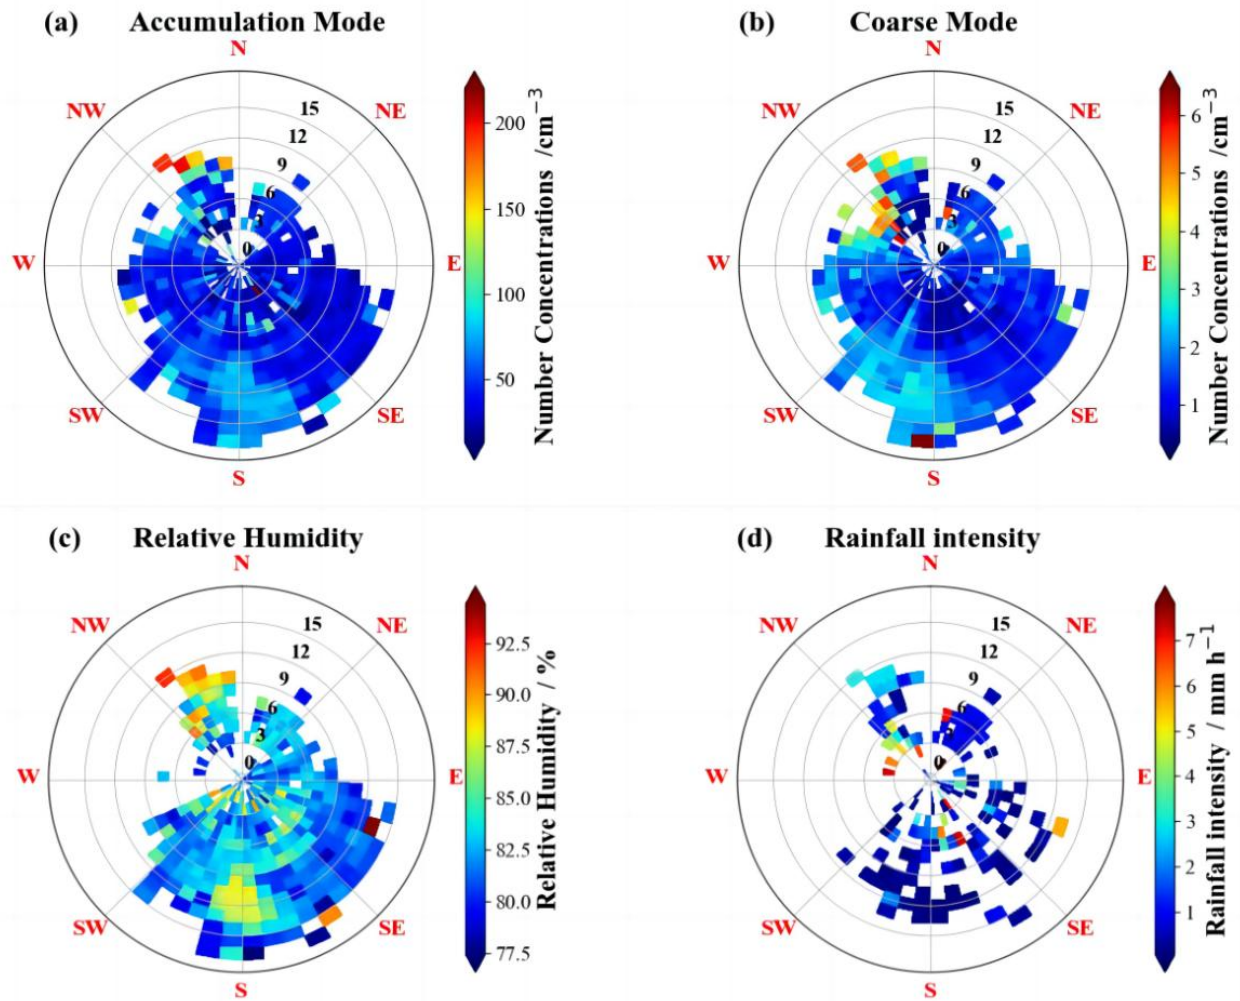 (a) Accumulation Mode
N
NW
NE
15
12
9
6
3
0
W
E
SW
SE
S
200
150
100
50
Number Concentrations /cm⁻³
(b) Coarse Mode
N
NW
NE
15
12
9
6
3
0
W
E
SW
SE
S
6
5
4
3
2
1
Number Concentrations /cm⁻³
(c) Relative Humidity
N
NW
NE
15
12
9
6
3
0
W
E
SW
SE
S
92.5
90.0
87.5
85.0
82.5
80.0
77.5
Relative Humidity / %
(d) Rainfall intensity
N
NW
NE
15
12
9
6
3
0
W
E
SW
SE
S
7
6
5
4
3
2
1
Rainfall intensity / mm h⁻¹